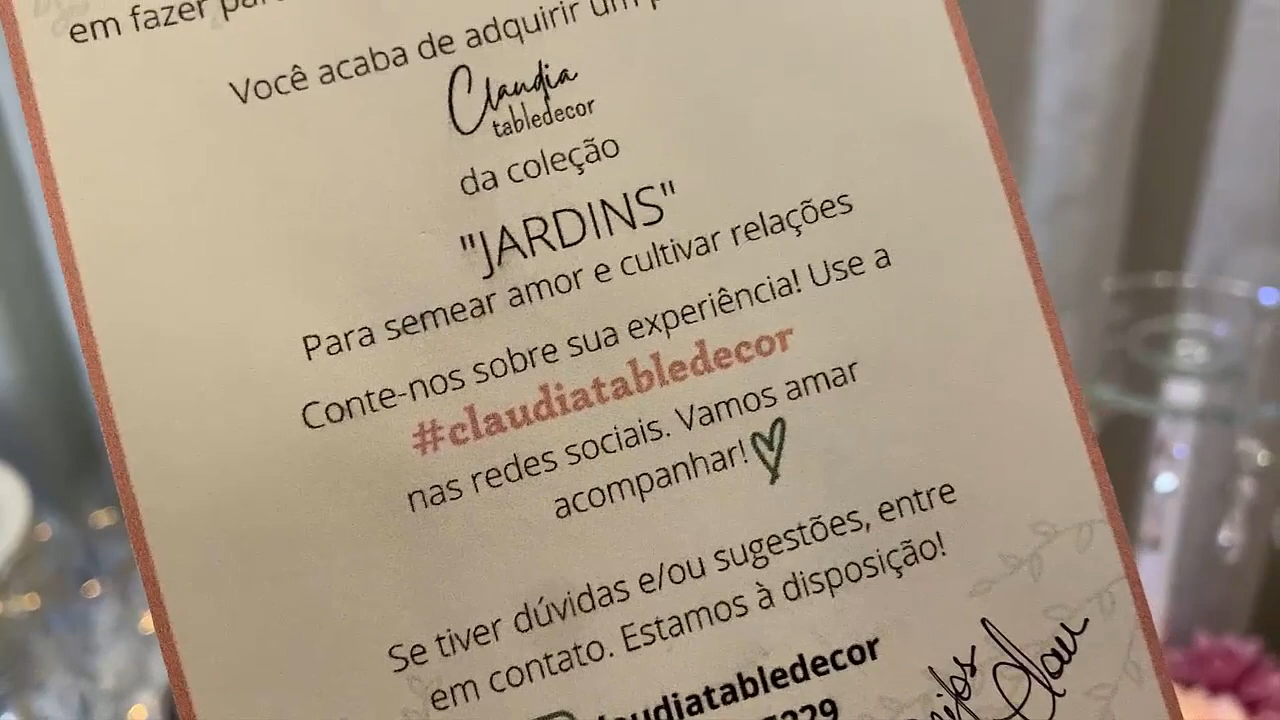 em fazer
Você acaba de adquirir um
Claudia
tabledecor
da coleção
"JARDINS"
Para semear amor e cultivar relações
Conte-nos sobre sua experiência! Use a
#claudiatabledecor
nas redes sociais. Vamos amar
acompanhar!
Se tiver dúvidas e/ou sugestões, entre
em contato. Estamos à disposição!
claudiatabledecor